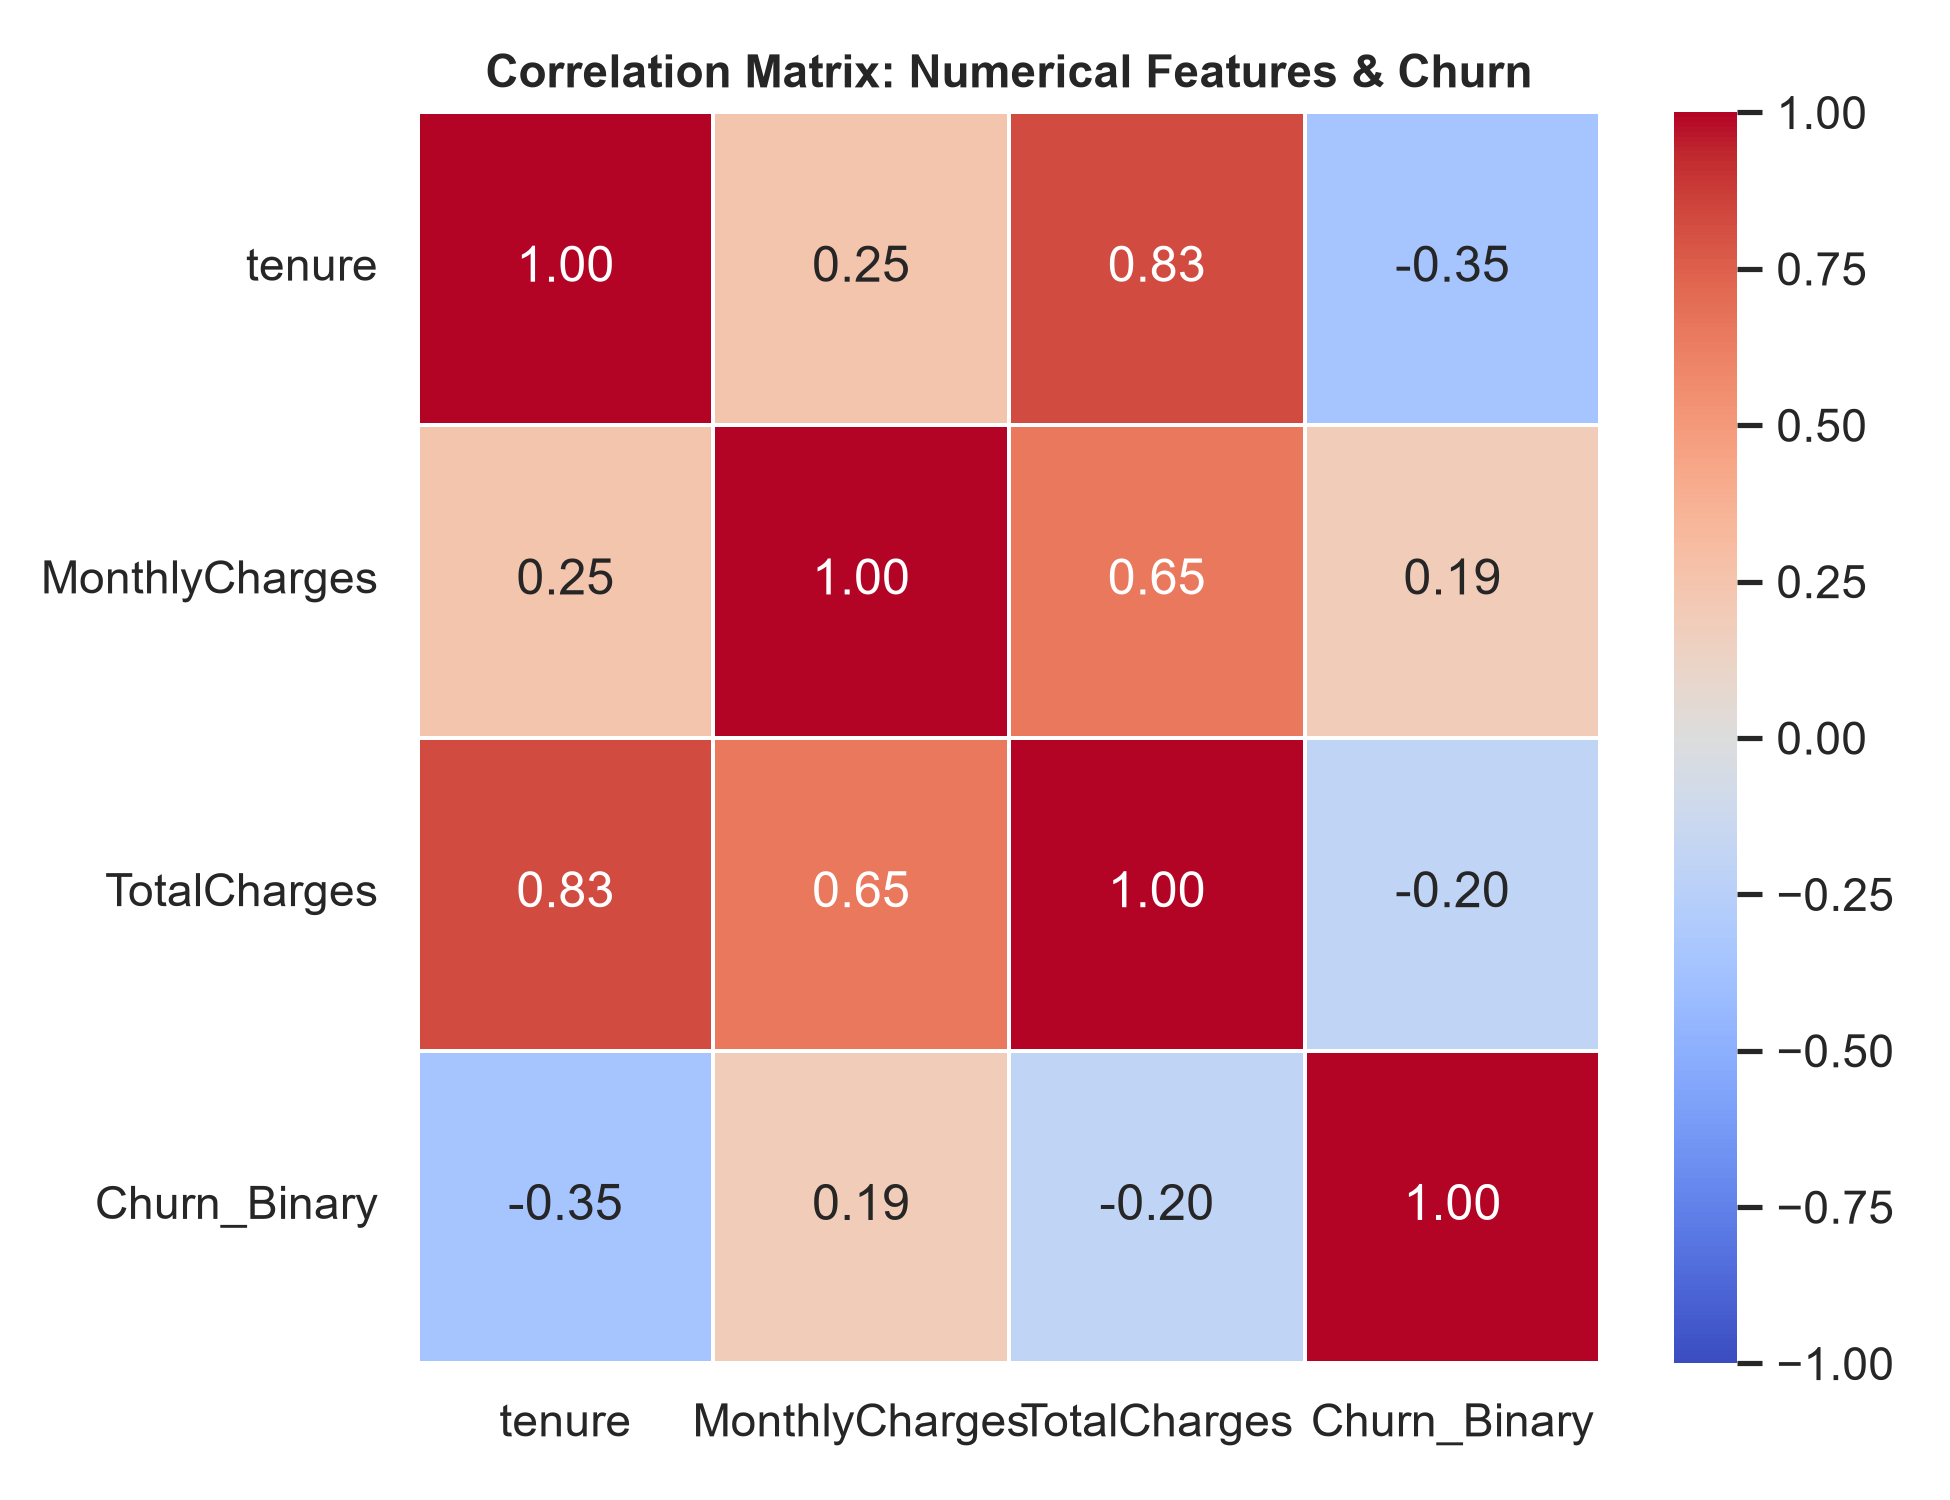 Correlation Matrix: Numerical Features & Churn
tenure 1.00 0.25 0.83 -0.35
MonthlyCharges 0.25 1.00 0.65 0.19
TotalCharges 0.83 0.65 1.00 -0.20
Churn_Binary -0.35 0.19 -0.20 1.00
tenure MonthlyCharges TotalCharges Churn_Binary
1.00
0.75
0.50
0.25
0.00
−0.25
−0.50
−0.75
−1.00